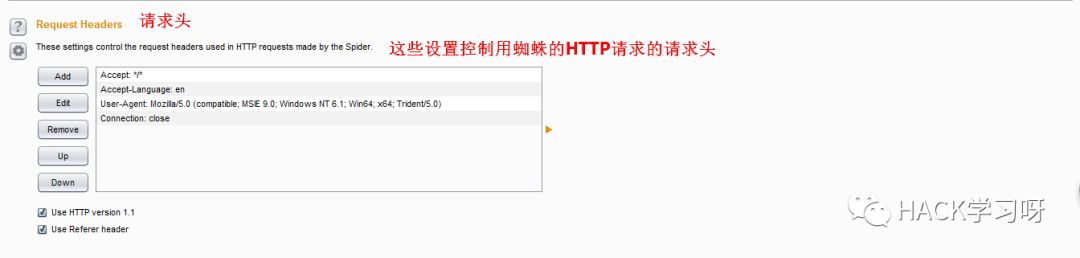 ? Request Headers 请求头
These settings control the request headers used in HTTP requests made by the Spider. 这些设置控制用蜘蛛的HTTP请求的请求头
Add
Edit
Remove
Up
Down
Accept: */*
Accept-Language: en
User-Agent: Mozilla/5.0 (compatible; MSIE 9.0; Windows NT 6.1; Win64; x64; Trident/5.0)
Connection: close
Use HTTP version 1.1
Use Referer header
HACK学习呀